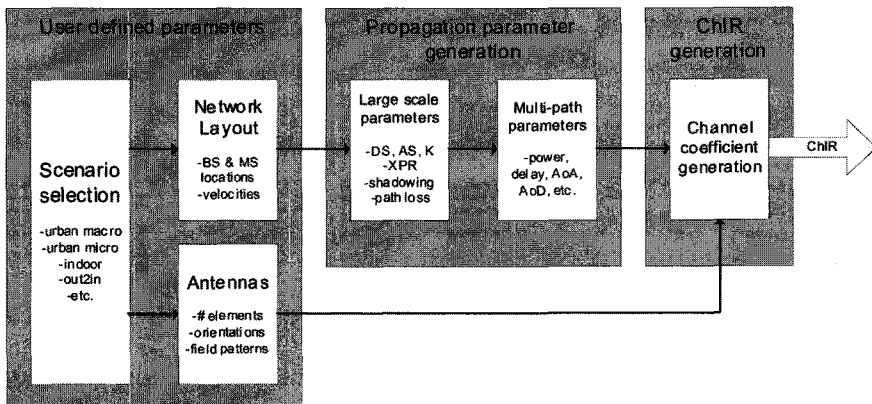 User defined parameters
Scenario
selection
-urban macro
-urban micro
-indoor
-out2in
-etc.
Network
Layout
-BS & MS
locations
-velocities
Antennas
-# elements
-orientations
-field patterns
Propagation parameter
generation
Large scale
parameters
-DS, AS, K
-XPR
-shadowing
-path loss
Multi-path
parameters
-power,
delay, AoA,
AoD, etc.
ChIR
generation
Channel
coefficient
generation
ChIR